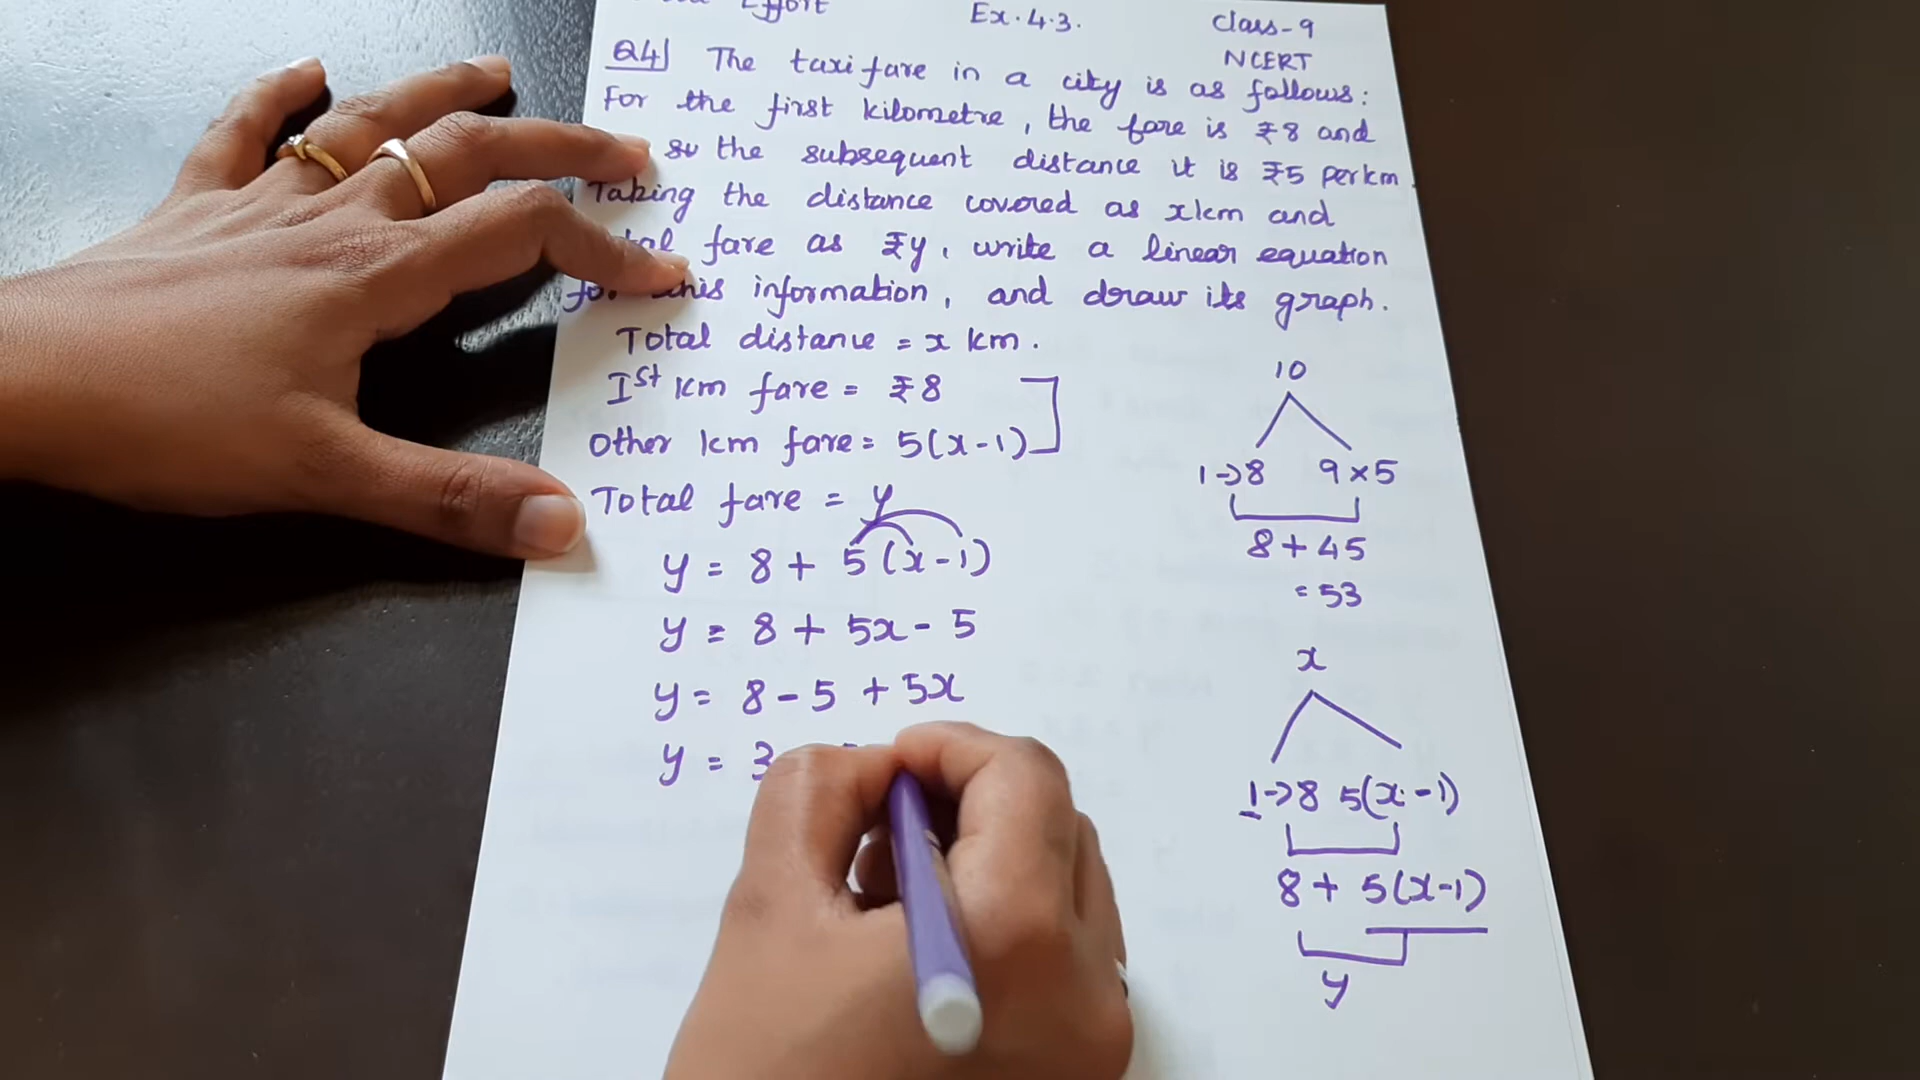 Effort Ex. 4.3. Class-9
NCERT
Q4) The taxi fare in a city is as follows:
For the first kilometre, the fare is ₹8 and
the subsequent distance it is ₹5 per km.
Taking the distance covered as x km and
fare as ₹y, write a linear equation
this information, and draw its graph.
Total distance = x km.
Ist km fare = ₹8
Other km fare = 5(x-1)
Total fare = y
y = 8 + 5(x-1)
y = 8 + 5x - 5
y = 8 - 5 + 5x
y = 3
10
1->8 9x5
8 + 45
= 53
x
1->8 5(x-1)
8 + 5(x-1)
y